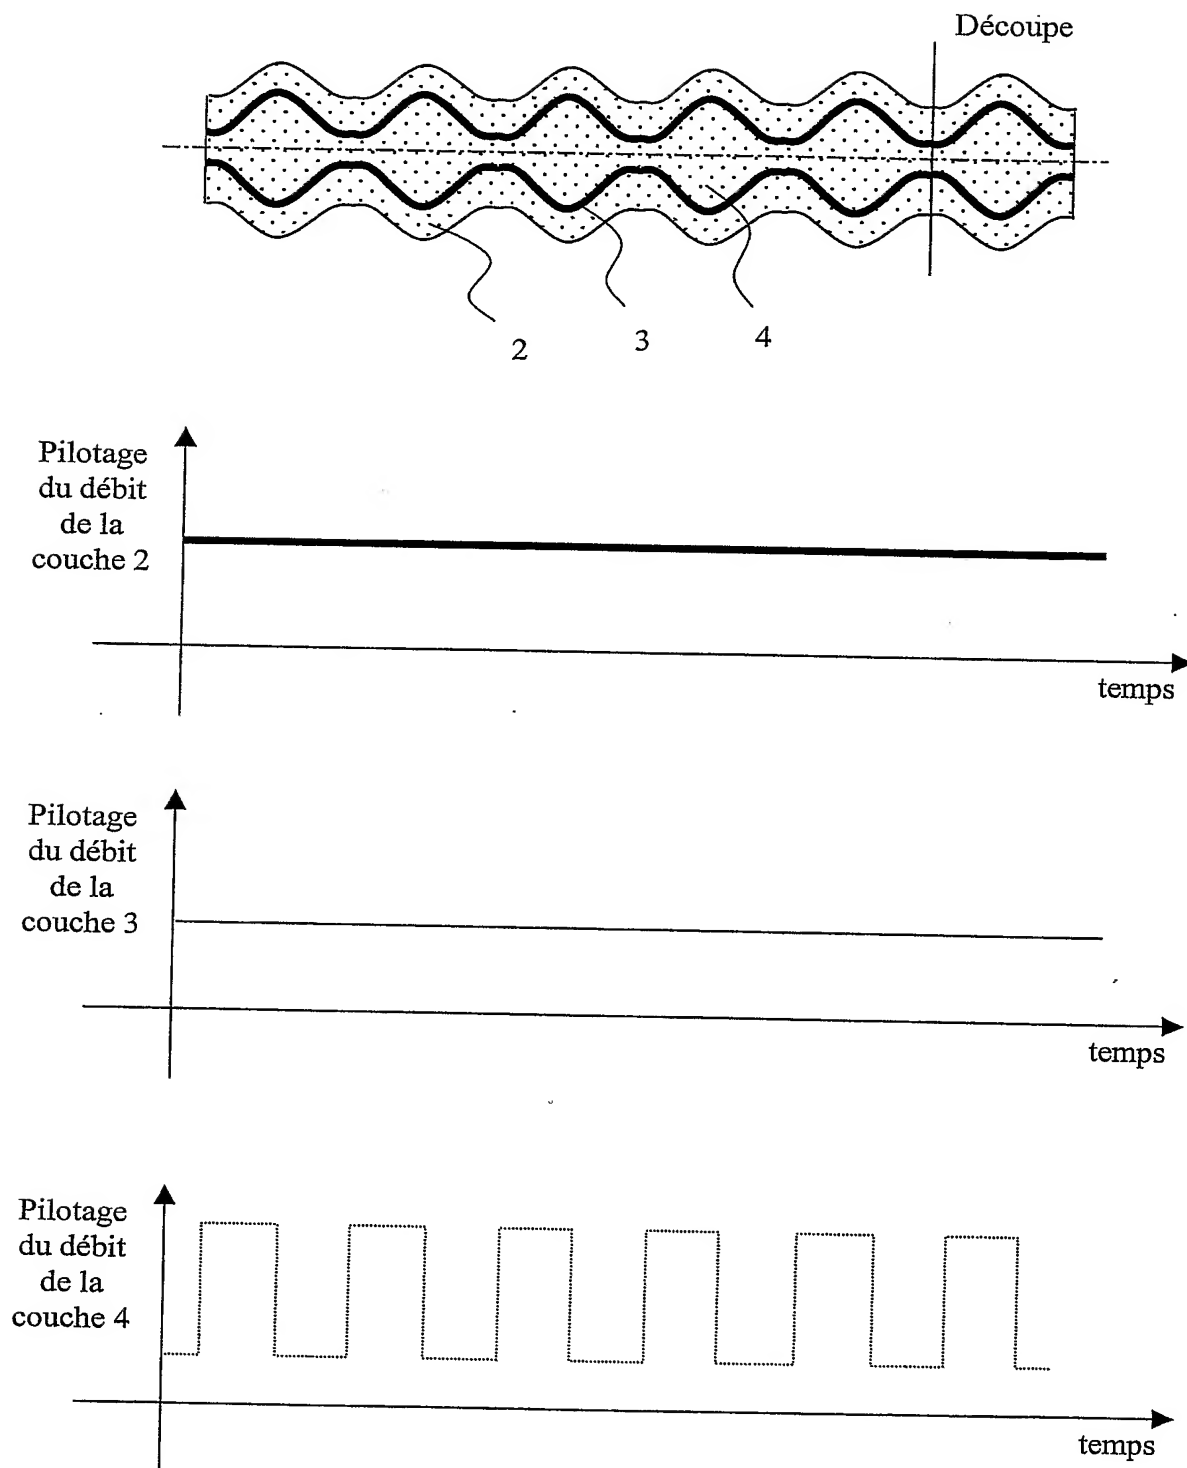 Découpe
2
3
4
Pilotage
du débit
de la
couche 2
temps
Pilotage
du débit
de la
couche 3
temps
Pilotage
du débit
de la
couche 4
temps